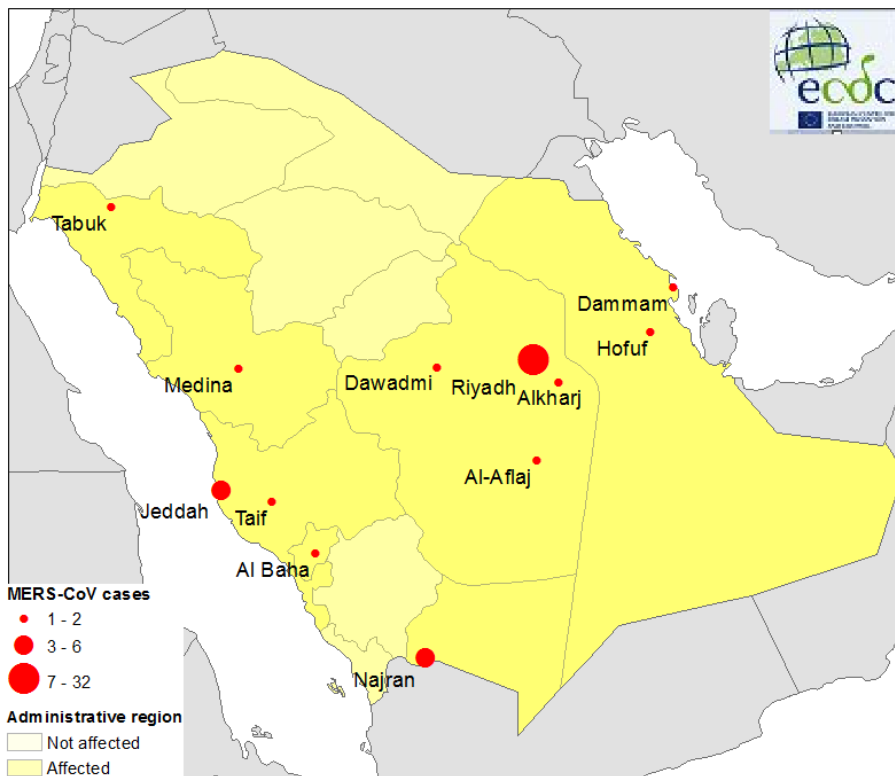 ecdc
Tabuk
Dammam
Hofuf
Medina
Dawadmi
Riyadh
Alkharj
Al-Aflaj
Jeddah
Taif
Al Baha
Najran
MERS-CoV cases
1 - 2
3 - 6
7 - 32
Administrative region
Not affected
Affected